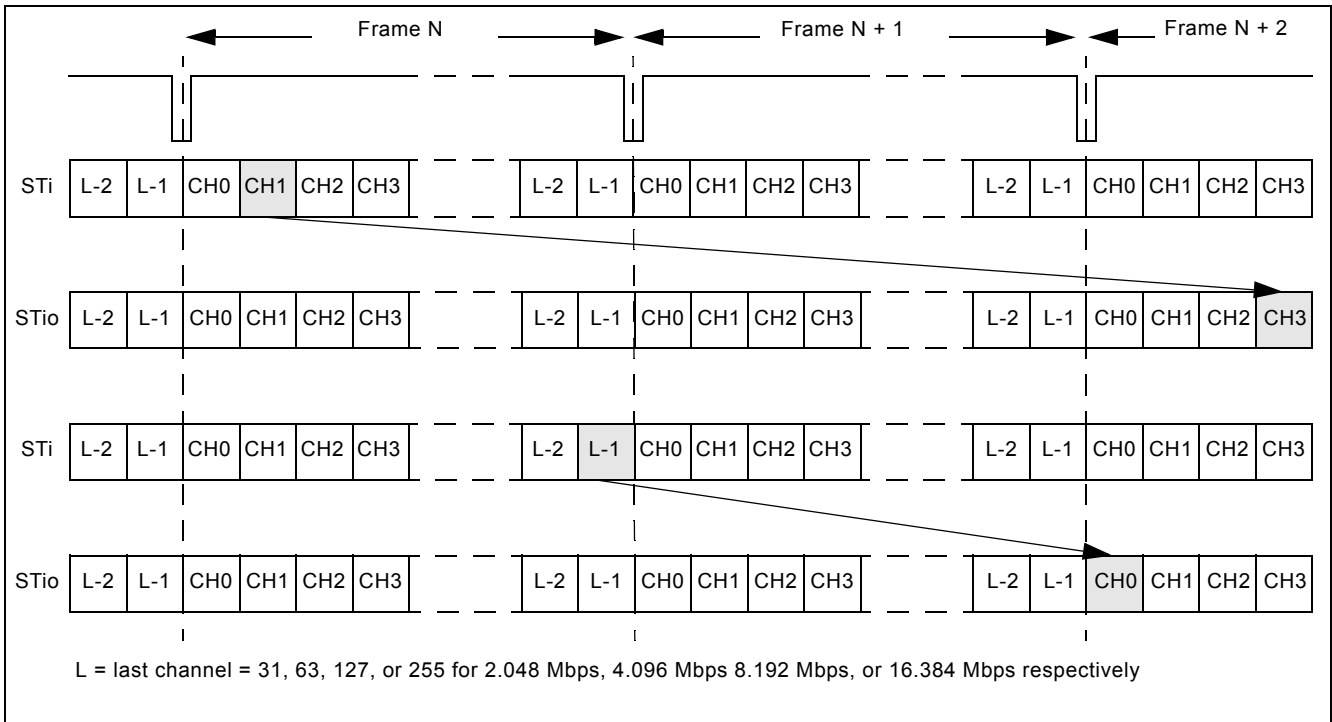 Frame N Frame N + 1 Frame N + 2
STi L-2 L-1 CH0 CH1 CH2 CH3 L-2 L-1 CH0 CH1 CH2 CH3 L-2 L-1 CH0 CH1 CH2 CH3
STio L-2 L-1 CH0 CH1 CH2 CH3 L-2 L-1 CH0 CH1 CH2 CH3 L-2 L-1 CH0 CH1 CH2 CH3
STi L-2 L-1 CH0 CH1 CH2 CH3 L-2 L-1 CH0 CH1 CH2 CH3 L-2 L-1 CH0 CH1 CH2 CH3
STio L-2 L-1 CH0 CH1 CH2 CH3 L-2 L-1 CH0 CH1 CH2 CH3 L-2 L-1 CH0 CH1 CH2 CH3
L = last channel = 31, 63, 127, or 255 for 2.048 Mbps, 4.096 Mbps 8.192 Mbps, or 16.384 Mbps respectively